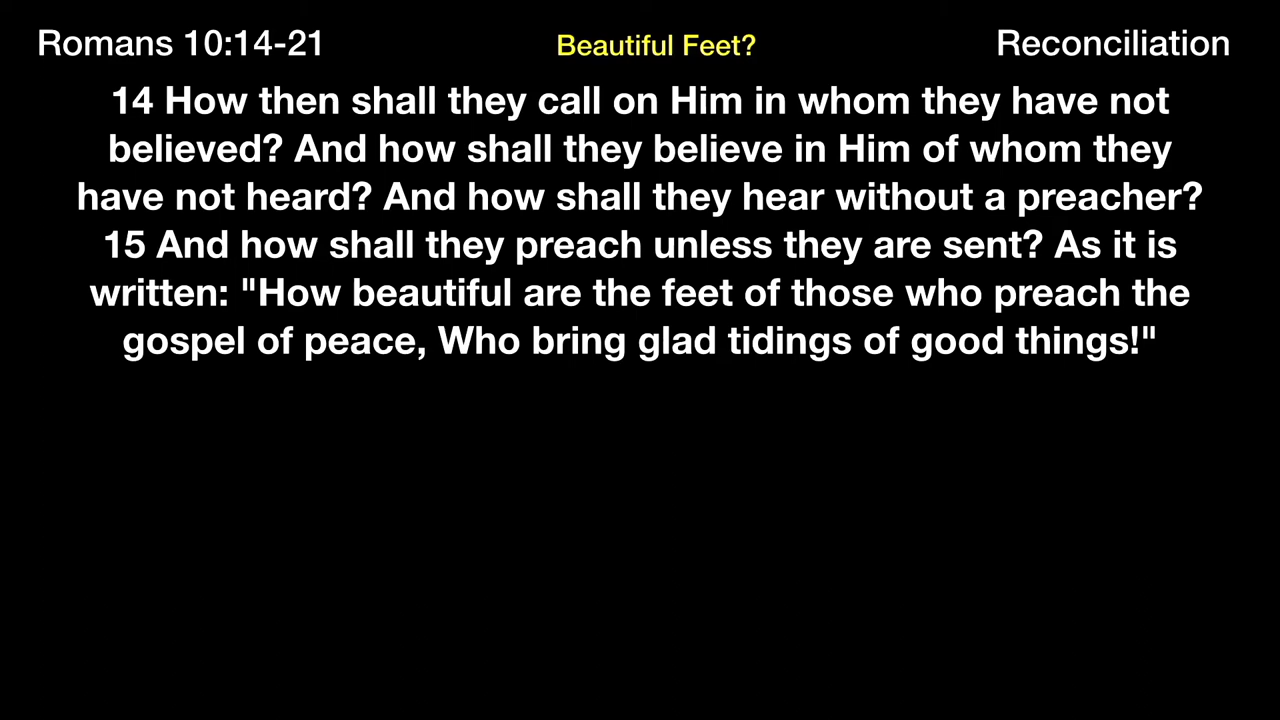 Romans 10:14-21
Beautiful Feet?
Reconciliation
14 How then shall they call on Him in whom they have not
believed? And how shall they believe in Him of whom they
have not heard? And how shall they hear without a preacher?
15 And how shall they preach unless they are sent? As it is
written: "How beautiful are the feet of those who preach the
gospel of peace, Who bring glad tidings of good things!"